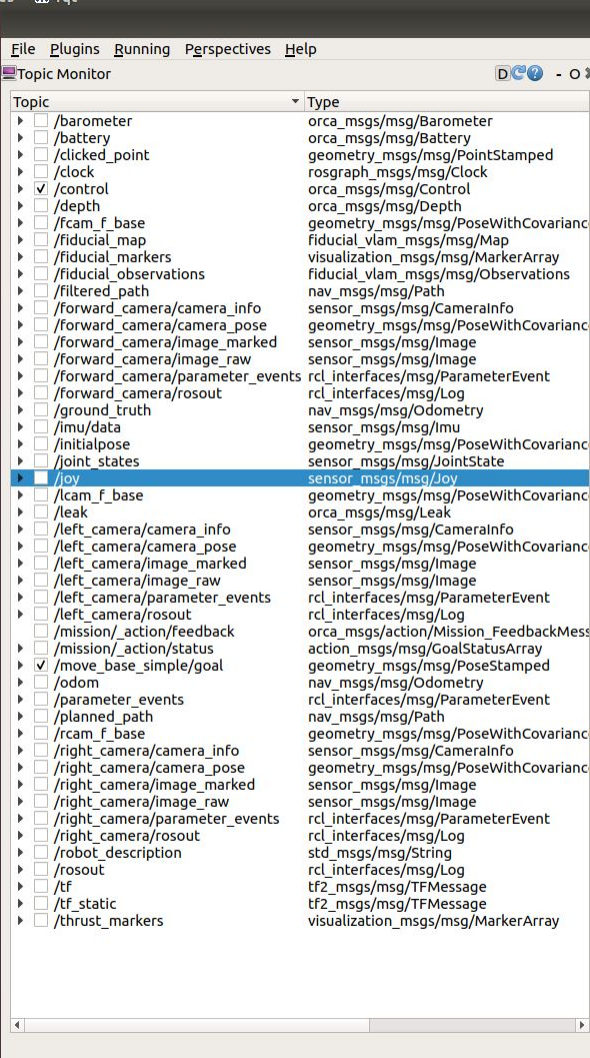 File Plugins Running Perspectives Help
Topic Monitor D - O
Topic Type
/barometer orca_msgs/msg/Barometer
/battery orca_msgs/msg/Battery
/clicked_point geometry_msgs/msg/PointStamped
/clock rosgraph_msgs/msg/Clock
/control orca_msgs/msg/Control
/depth orca_msgs/msg/Depth
/fcam_f_base geometry_msgs/msg/PoseWithCovarianc
/fiducial_map fiducial_vlam_msgs/msg/Map
/fiducial_markers visualization_msgs/msg/MarkerArray
/fiducial_observations fiducial_vlam_msgs/msg/Observations
/filtered_path nav_msgs/msg/Path
/forward_camera/camera_info sensor_msgs/msg/CameraInfo
/forward_camera/camera_pose geometry_msgs/msg/PoseWithCovarianc
/forward_camera/image_marked sensor_msgs/msg/Image
/forward_camera/image_raw sensor_msgs/msg/Image
/forward_camera/parameter_events rcl_interfaces/msg/ParameterEvent
/forward_camera/rosout rcl_interfaces/msg/Log
/ground_truth nav_msgs/msg/Odometry
/imu/data sensor_msgs/msg/Imu
/initialpose geometry_msgs/msg/PoseWithCovarianc
/joint_states sensor_msgs/msg/JointState
/joy sensor_msgs/msg/Joy
/lcam_f_base geometry_msgs/msg/PoseWithCovarianc
/leak orca_msgs/msg/Leak
/left_camera/camera_info sensor_msgs/msg/CameraInfo
/left_camera/camera_pose geometry_msgs/msg/PoseWithCovarianc
/left_camera/image_marked sensor_msgs/msg/Image
/left_camera/image_raw sensor_msgs/msg/Image
/left_camera/parameter_events rcl_interfaces/msg/ParameterEvent
/left_camera/rosout rcl_interfaces/msg/Log
/mission/_action/feedback orca_msgs/action/Mission_FeedbackMess
/mission/_action/status action_msgs/msg/GoalStatusArray
/move_base_simple/goal geometry_msgs/msg/PoseStamped
/odom nav_msgs/msg/Odometry
/parameter_events rcl_interfaces/msg/ParameterEvent
/planned_path nav_msgs/msg/Path
/rcam_f_base geometry_msgs/msg/PoseWithCovarianc
/right_camera/camera_info sensor_msgs/msg/CameraInfo
/right_camera/camera_pose geometry_msgs/msg/PoseWithCovarianc
/right_camera/image_marked sensor_msgs/msg/Image
/right_camera/image_raw sensor_msgs/msg/Image
/right_camera/parameter_events rcl_interfaces/msg/ParameterEvent
/right_camera/rosout rcl_interfaces/msg/Log
/robot_description std_msgs/msg/String
/rosout rcl_interfaces/msg/Log
/tf tf2_msgs/msg/TFMessage
/tf_static tf2_msgs/msg/TFMessage
/thrust_markers visualization_msgs/msg/MarkerArray